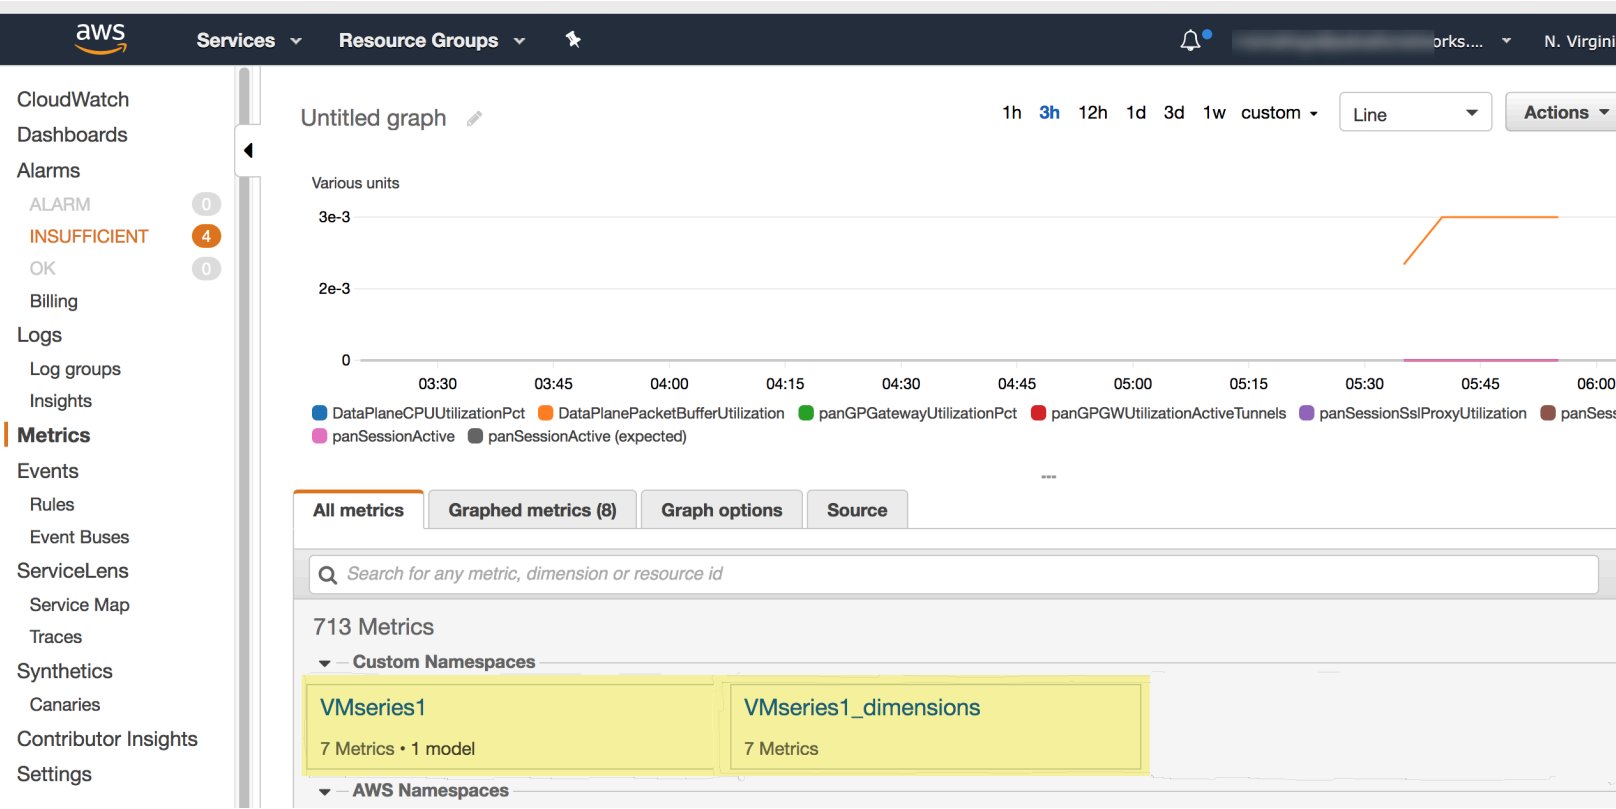 aws Services Resource Groups orks.... N. Virgini
CloudWatch
Dashboards
Alarms
ALARM 0
INSUFFICIENT 4
OK 0
Billing
Logs
Log groups
Insights
Metrics
Events
Rules
Event Buses
ServiceLens
Service Map
Traces
Synthetics
Canaries
Contributor Insights
Settings
Untitled graph
1h 3h 12h 1d 3d 1w custom Line Actions
Various units
3e-3
2e-3
0
03:30 03:45 04:00 04:15 04:30 04:45 05:00 05:15 05:30 05:45 06:00
DataPlaneCPUUtilizationPct DataPlanePacketBufferUtilization panGPGatewayUtilizationPct panGPGWUtilizationActiveTunnels panSessionSslProxyUtilization panSess
panSessionActive panSessionActive (expected)
All metrics Graphed metrics (8) Graph options Source
Search for any metric, dimension or resource id
713 Metrics
Custom Namespaces
VMseries1 VMseries1_dimensions
7 Metrics • 1 model 7 Metrics
AWS Namespaces